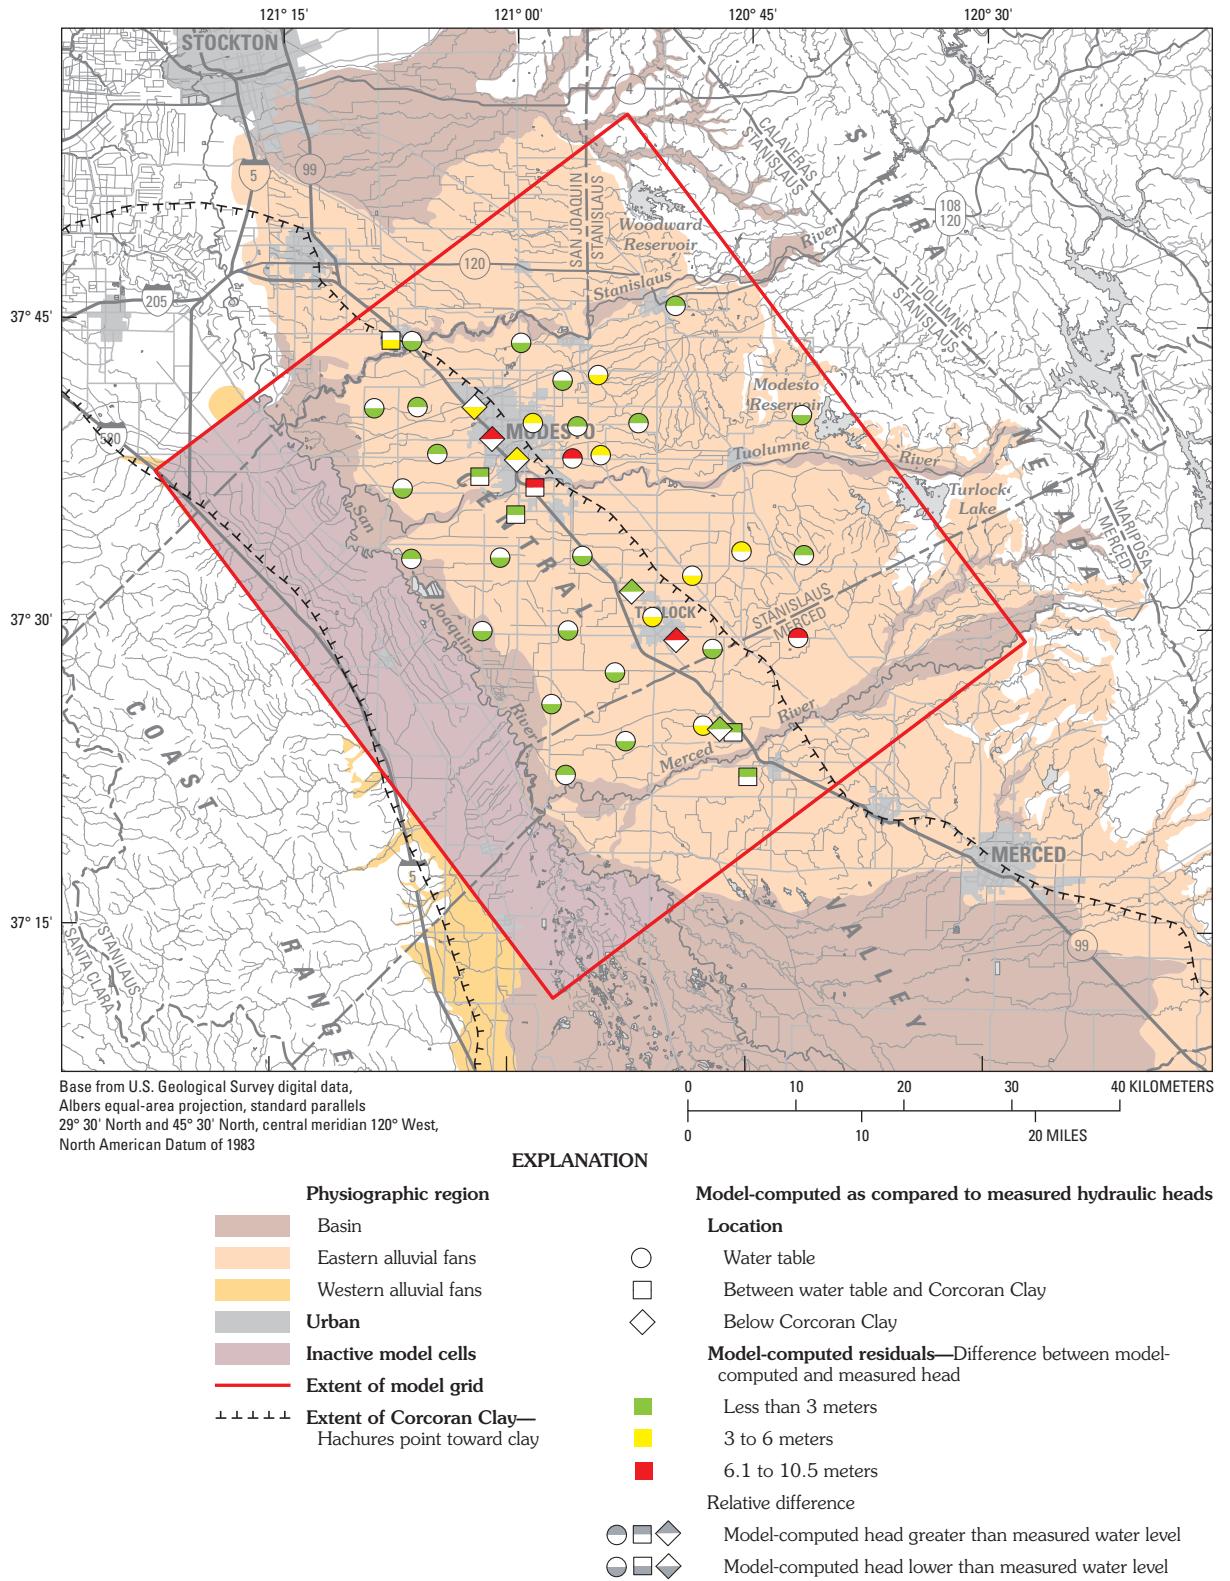 121° 15'
121° 00'
120° 45'
120° 30'
STOCKTON
4
CALAVERAS
STANISLAUS
SIERRA
5
99
108
120
SAN JOAQUIN
STANISLAUS
Woodward
Reservoir
River
120
Stanislaus
TUOLUMNE
STANISLAUS
205
37° 45'
Modesto
Reservoir
580
MODESTO
Tuolumne
River
NEVADA
Turlock
Lake
MARIPOSA
MERCED
CENTRAL
San
Joaquin
River
STANISLAUS
MERCED
TURLOCK
37° 30'
COAST
River
Merced
MERCED
5
VALLEY
37° 15'
STANISLAUS
SANTA CLARA
RANGE
99
Base from U.S. Geological Survey digital data,
Albers equal-area projection, standard parallels
29° 30' North and 45° 30' North, central meridian 120° West,
North American Datum of 1983
0 10 20 30 40 KILOMETERS
0 10 20 MILES
EXPLANATION
Physiographic region
Basin
Eastern alluvial fans
Western alluvial fans
Urban
Inactive model cells
Extent of model grid
Extent of Corcoran Clay—
Hachures point toward clay
Model-computed as compared to measured hydraulic heads
Location
Water table
Between water table and Corcoran Clay
Below Corcoran Clay
Model-computed residuals—Difference between model-
computed and measured head
Less than 3 meters
3 to 6 meters
6.1 to 10.5 meters
Relative difference
Model-computed head greater than measured water level
Model-computed head lower than measured water level